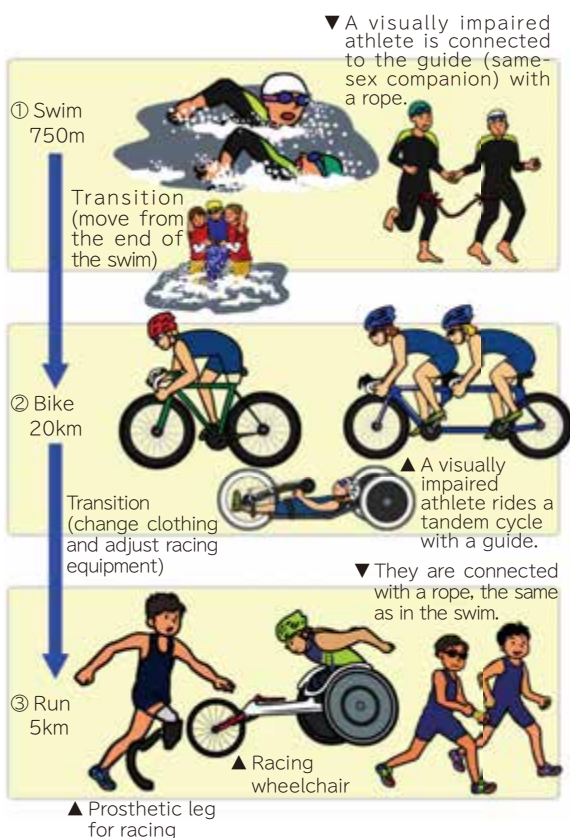 ▼ A visually impaired
athlete is connected
to the guide (same-
sex companion) with
a rope.
① Swim
750m
Transition
(move from
the end of
the swim)
② Bike
20km
▲ A visually
impaired
athlete rides a
tandem cycle
with a guide.
Transition
(change clothing
and adjust racing
equipment)
▼ They are connected
with a rope, the same
as in the swim.
③ Run
5km
▲ Racing
wheelchair
▲ Prosthetic leg
for racing